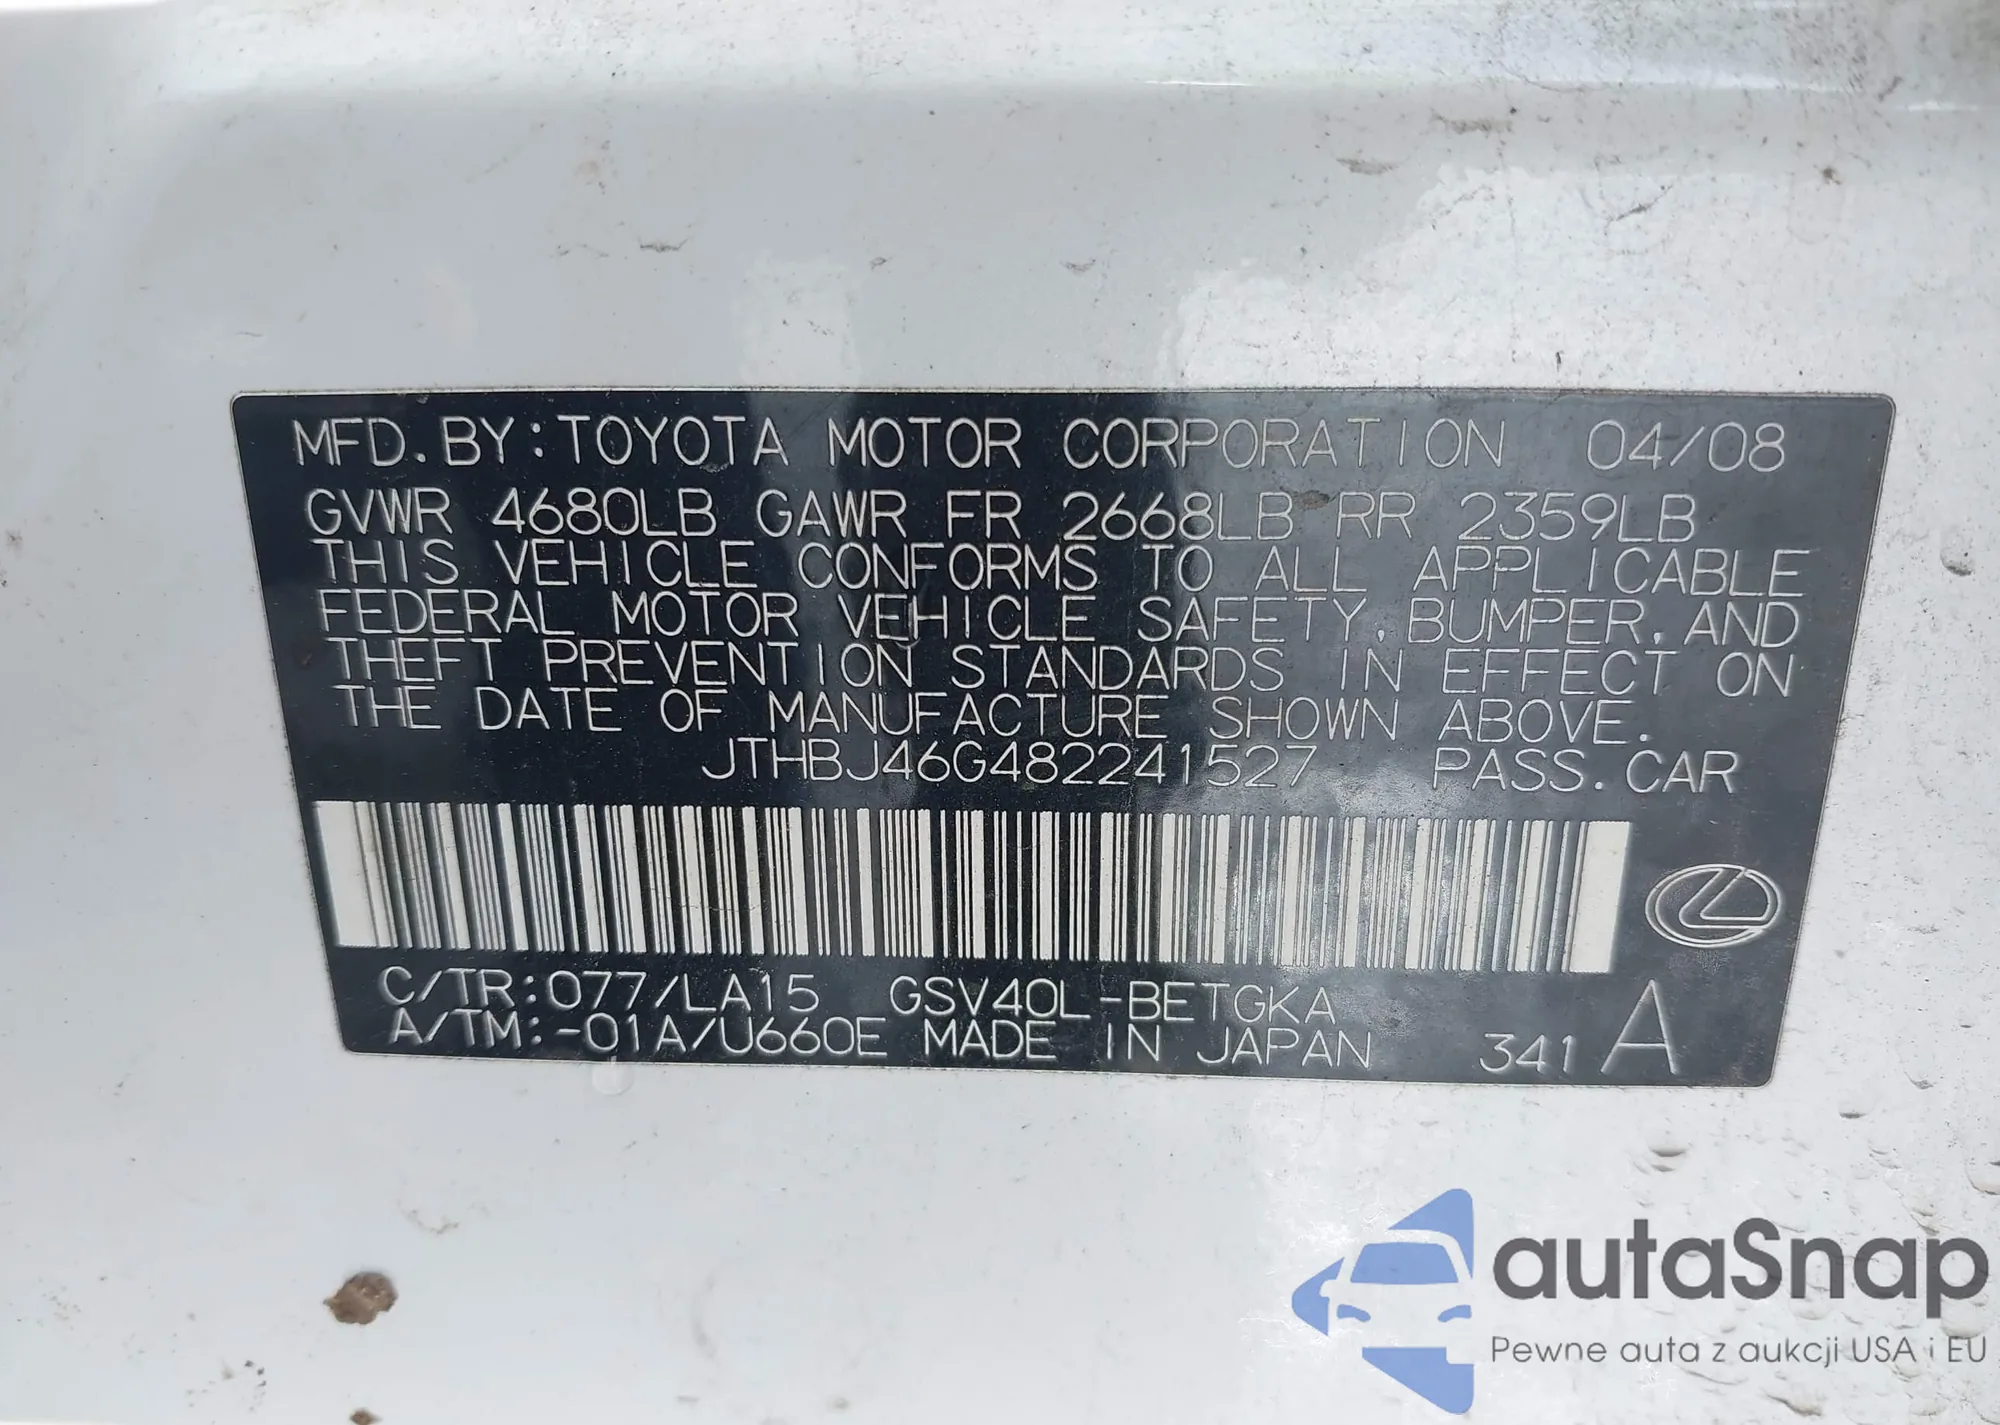 MFD.BY:TOYOTA MOTOR CORPORATION 04/08
GVWR 4680LB GAWR FR 2668LB RR 2359LB
THIS VEHICLE CONFORMS TO ALL APPLICABLE
FEDERAL MOTOR VEHICLE SAFETY,BUMPER,AND
THEFT PREVENTION STANDARDS IN EFFECT ON
THE DATE OF MANUFACTURE SHOWN ABOVE.
JTHBJ46G482241527 PASS.CAR
C/TR:077/LA15 GSV40L-BETGKA
A/TM:-01A/U660E MADE IN JAPAN 341 A
autaSnap
Pewne auta z aukcji USA i EU